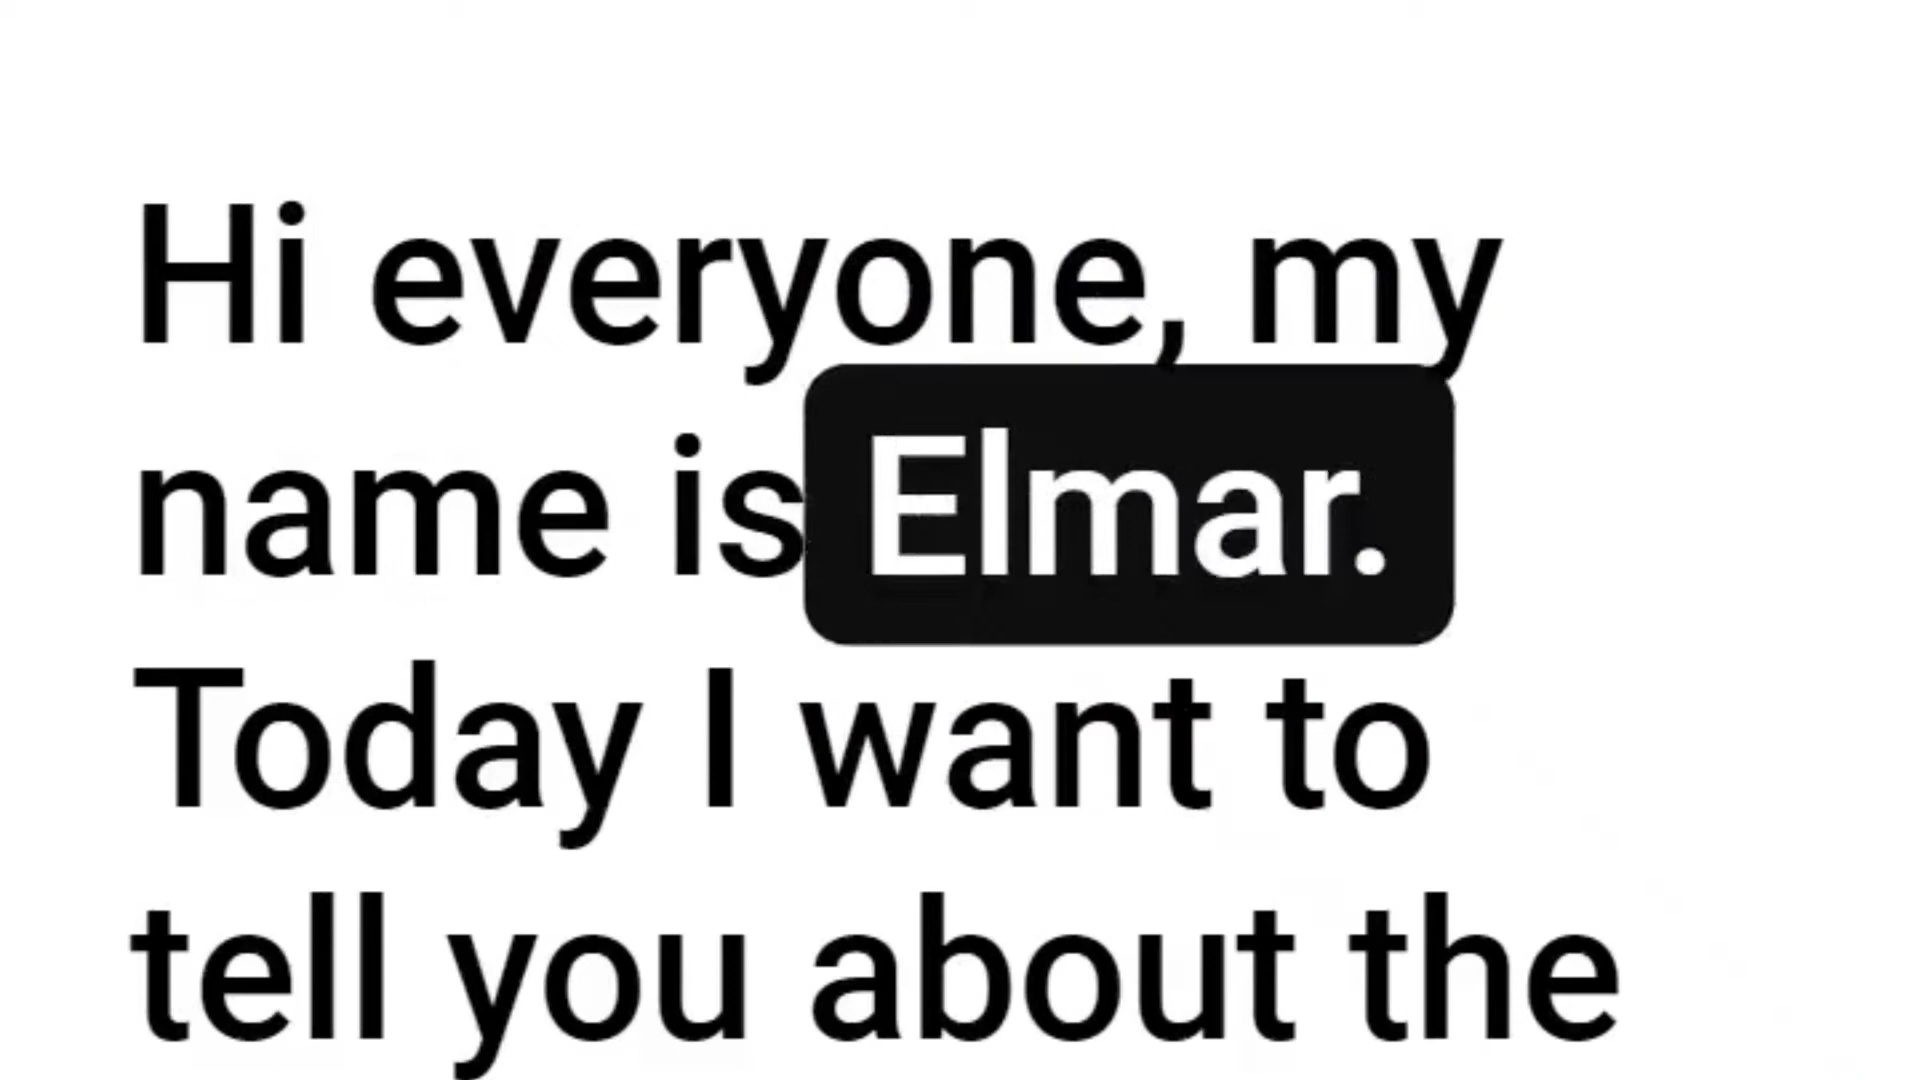 Hi everyone, my
name is Elmar.
Today I want to
tell you about the